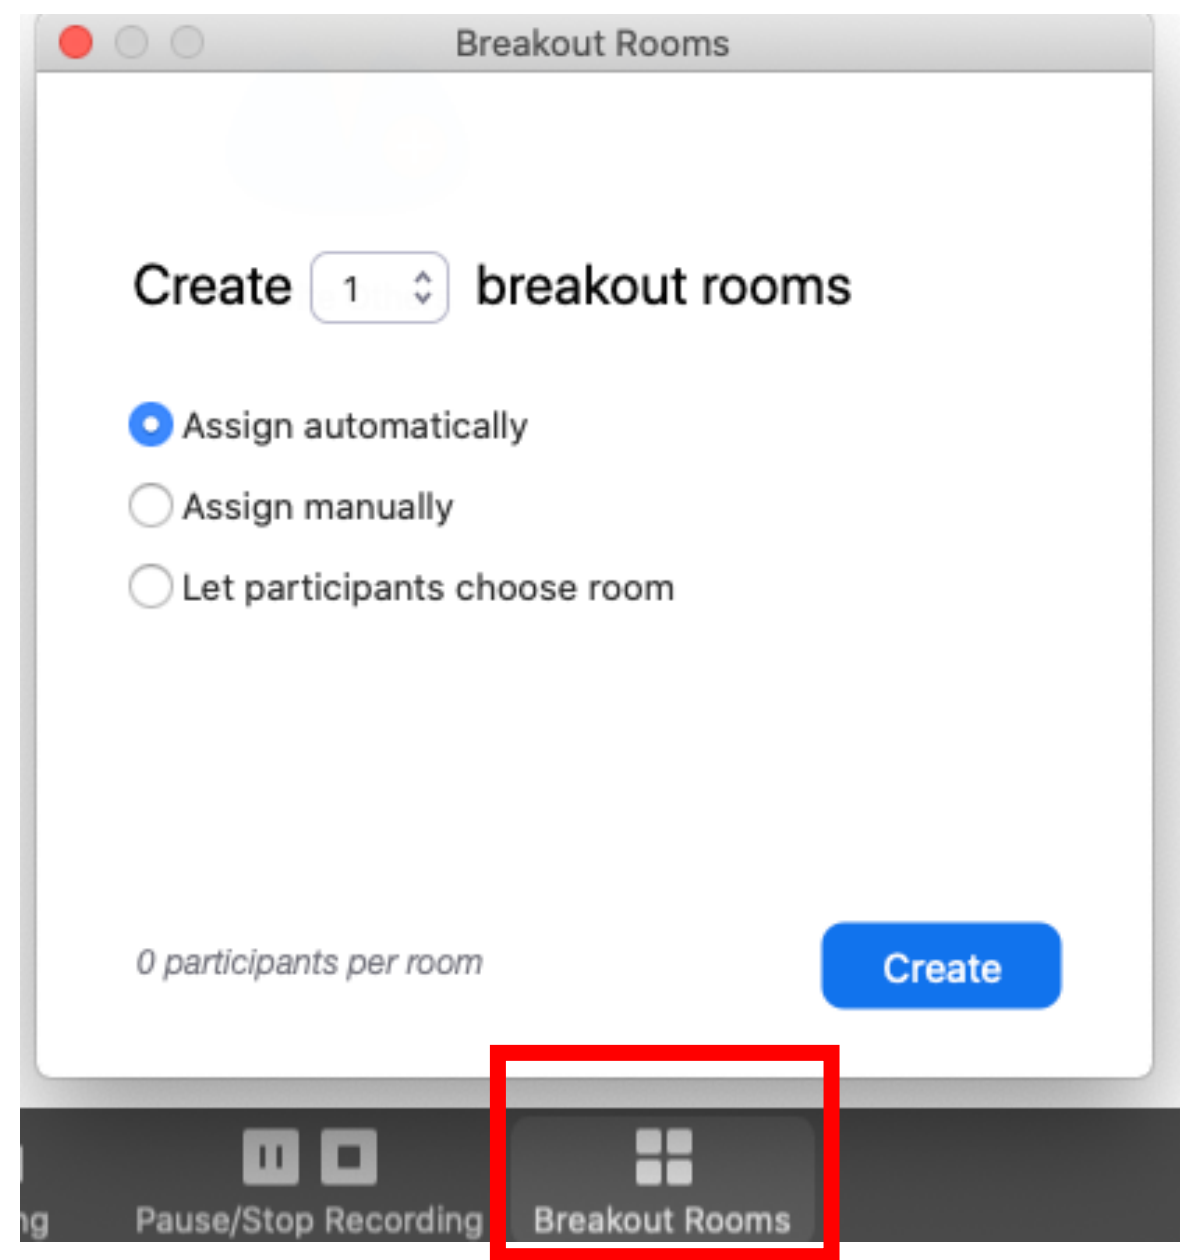 Breakout Rooms
Create 1 breakout rooms
Assign automatically
Assign manually
Let participants choose room
0 participants per room
Create
ng Pause/Stop Recording Breakout Rooms